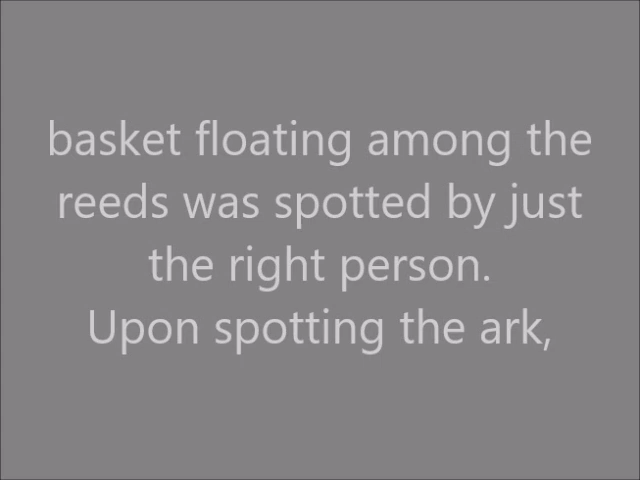 basket floating among the
reeds was spotted by just
the right person.
Upon spotting the ark,